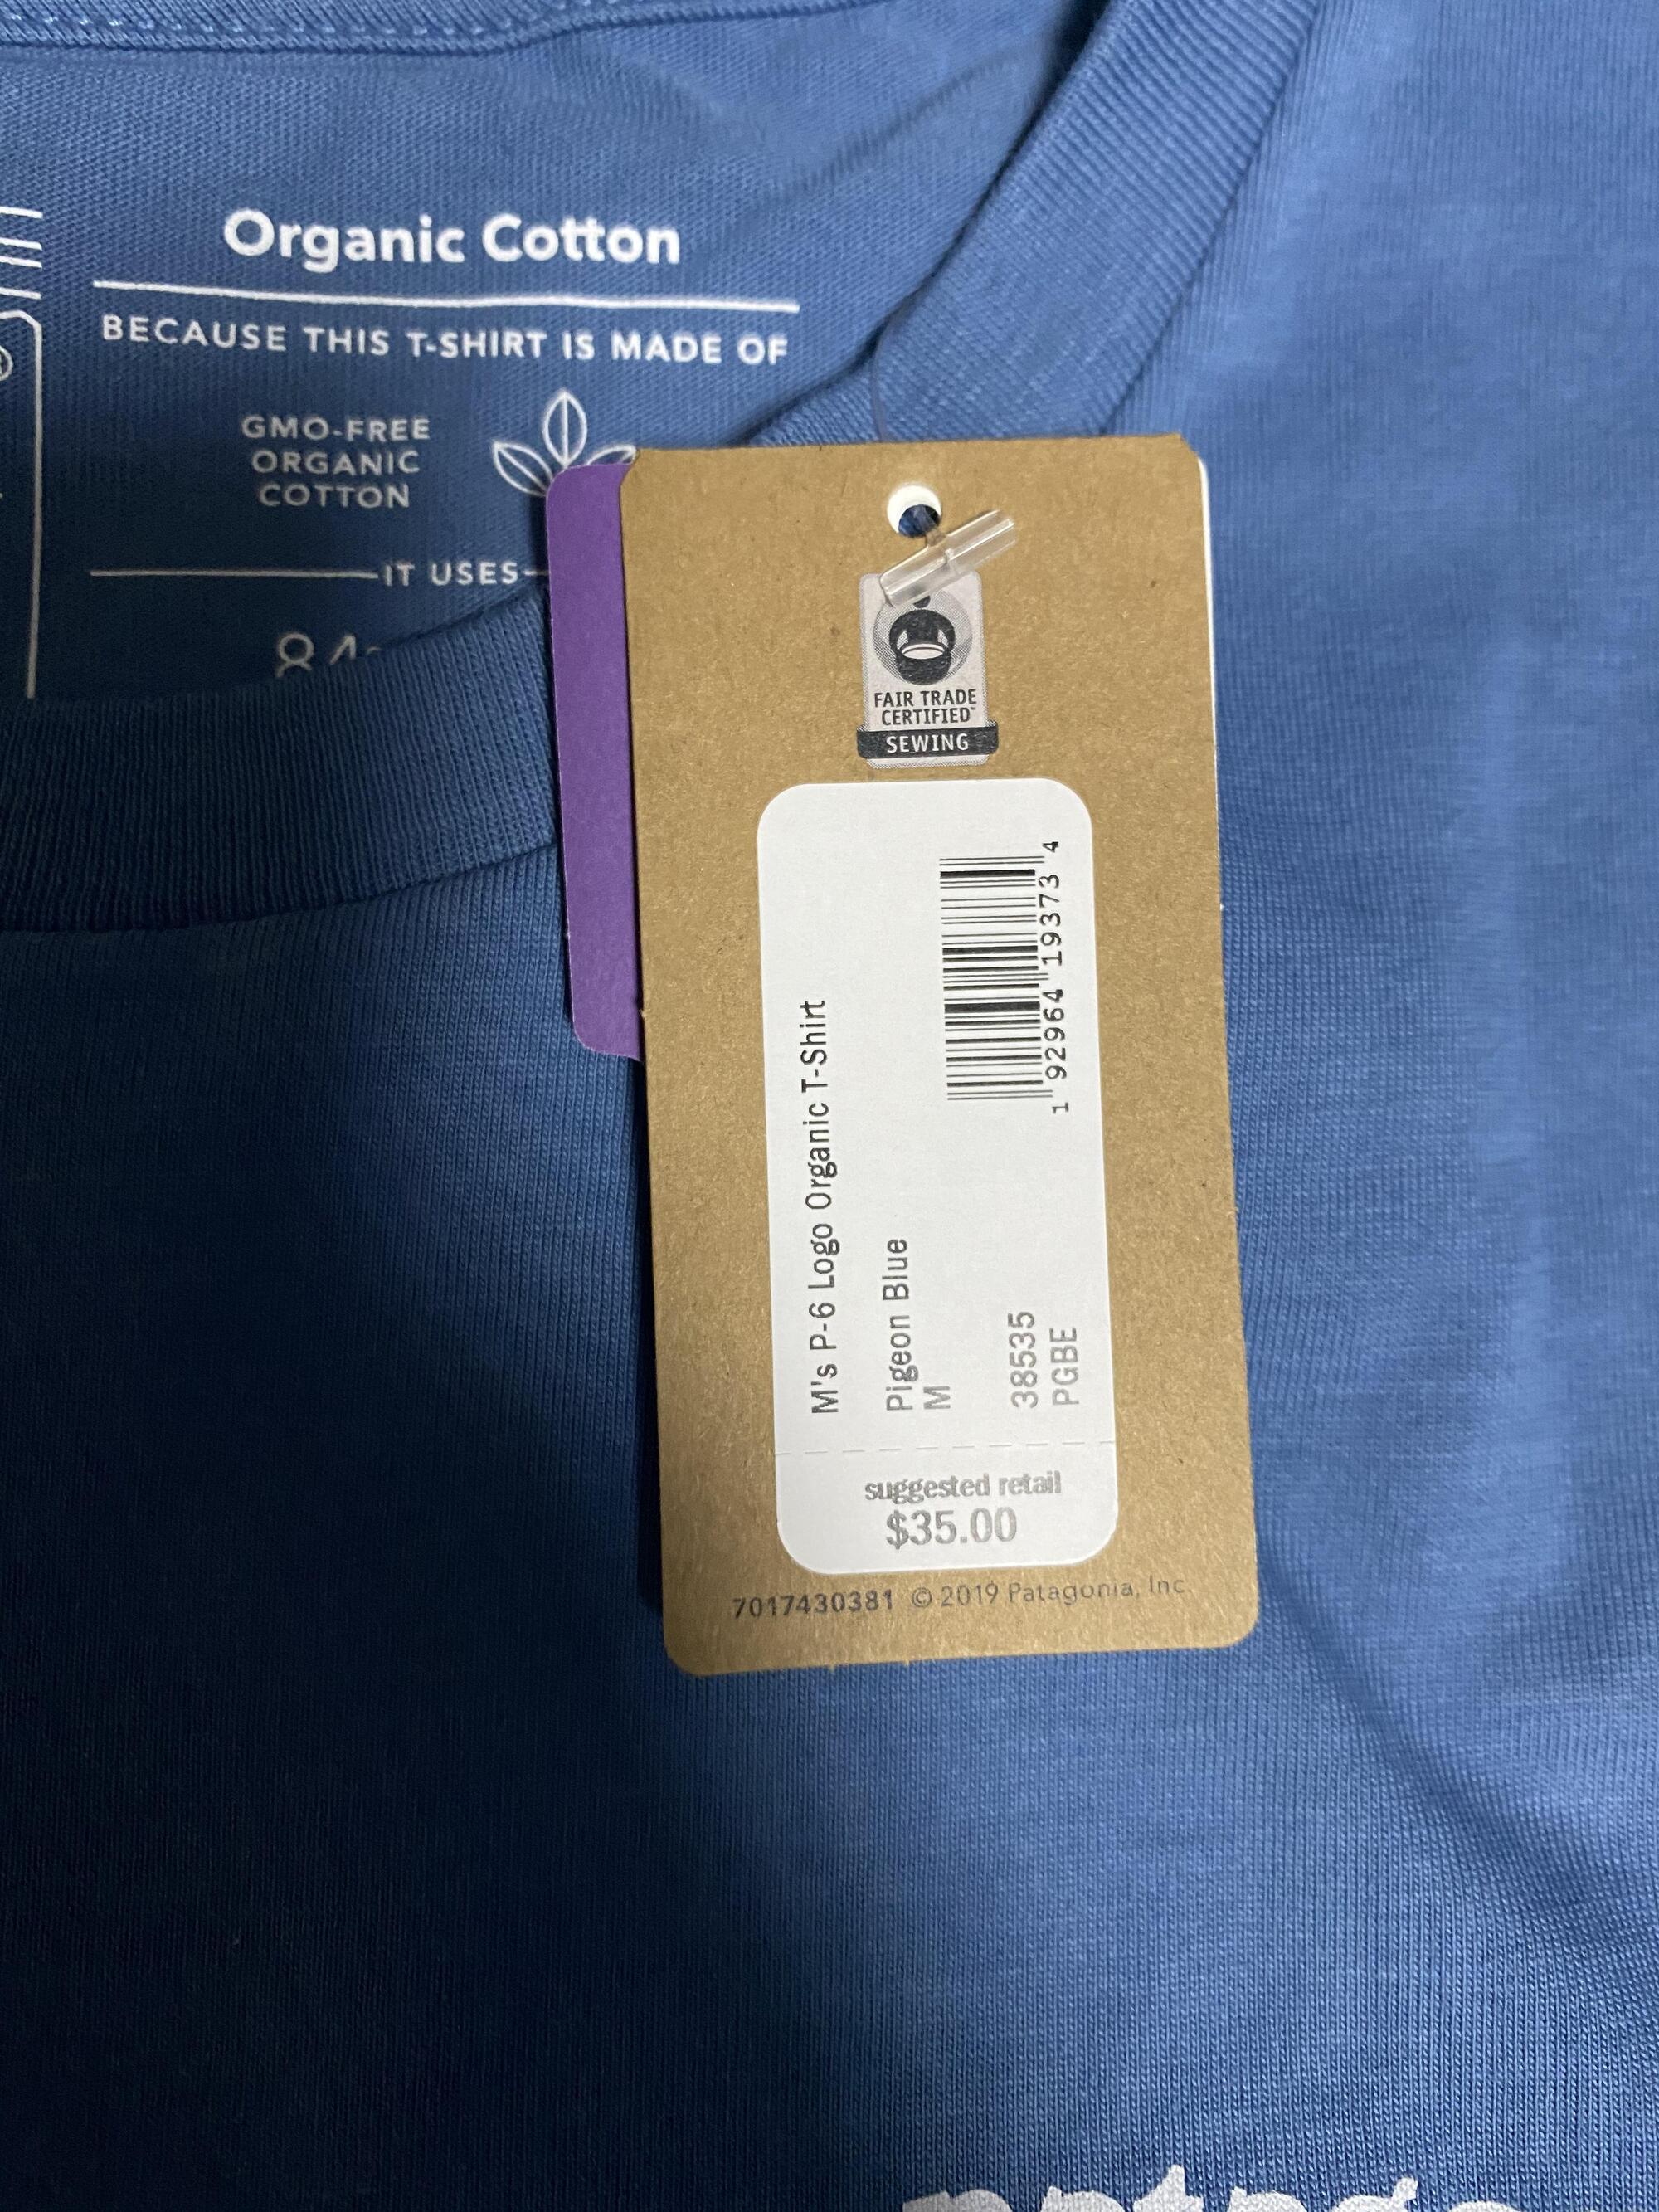 Organic Cotton
BECAUSE THIS T-SHIRT IS MADE OF
GMO-FREE
ORGANIC
COTTON
IT USES
®
FAIR TRADE
CERTIFIED™
SEWING
M's P-6 Logo Organic T-Shirt
Pigeon Blue
M
38535
PGBE
1 92964 19373 4
suggested retail
$35.00
7017430381 © 2019 Patagonia, Inc.